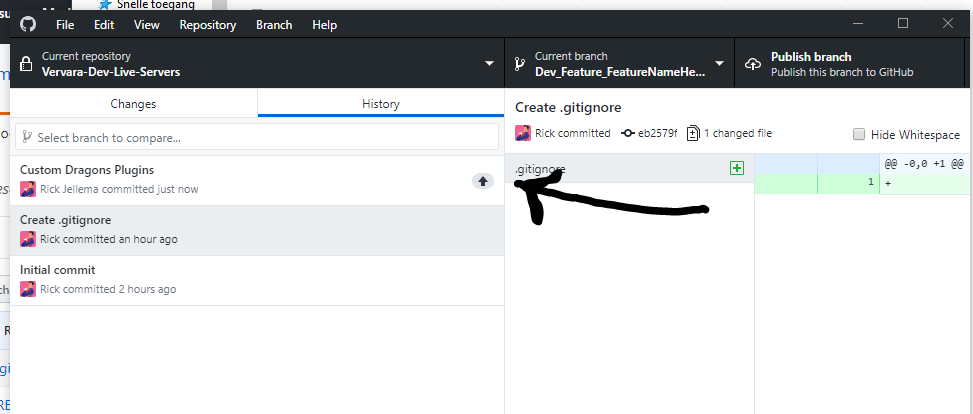 Snelle toegang
File Edit View Repository Branch Help
Current repository
Vervara-Dev-Live-Servers
Current branch
Dev_Feature_FeatureNameHe...
Publish branch
Publish this branch to GitHub
Changes
History
Select branch to compare...
Custom Dragons Plugins
Rick Jellema committed just now
Create .gitignore
Rick committed an hour ago
Initial commit
Rick committed 2 hours ago
Create .gitignore
Rick committed eb2579f 1 changed file
Hide Whitespace
.gitignore
@@ -0,0 +1 @@
1 +